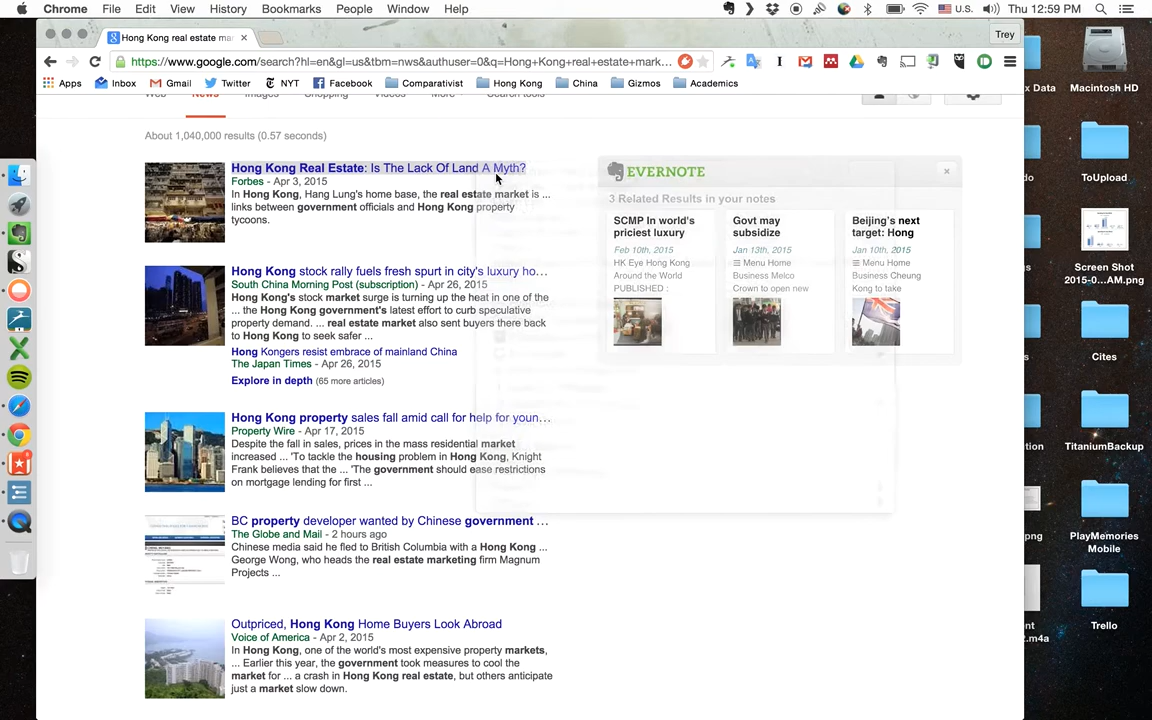 Chrome File Edit View History Bookmarks People Window Help U.S. Thu 12:59 PM
Hong Kong real estate ma Trey
https://www.google.com/search?hl=en&gl=us&tbm=nws&authuser=0&q=Hong+Kong+real+estate+mark...
Apps Inbox Gmail Twitter NYT Facebook Comparativist Hong Kong China Gizmos Academics
Web News Images Shopping Videos More Search tools
About 1,040,000 results (0.57 seconds)
Hong Kong Real Estate: Is The Lack Of Land A Myth?
Forbes - Apr 3, 2015
In Hong Kong, Hang Lung's home base, the real estate market is ...
links between government officials and Hong Kong property
tycoons.
Hong Kong stock rally fuels fresh spurt in city's luxury ho...
South China Morning Post (subscription) - Apr 26, 2015
Hong Kong's stock market surge is turning up the heat in one of the
... the Hong Kong government's latest effort to curb speculative
property demand. ... real estate market also sent buyers there back
to Hong Kong to seek safer ...
Hong Kongers resist embrace of mainland China
The Japan Times - Apr 26, 2015
Explore in depth (65 more articles)
Hong Kong property sales fall amid call for help for youn...
Property Wire - Apr 17, 2015
Despite the fall in sales, prices in the mass residential market
increased ... 'To tackle the housing problem in Hong Kong, Knight
Frank believes that the ... 'The government should ease restrictions
on mortgage lending for first ...
BC property developer wanted by Chinese government ...
The Globe and Mail - 2 hours ago
Chinese media said he fled to British Columbia with a Hong Kong ...
George Wong, who heads the real estate marketing firm Magnum
Projects ...
Outpriced, Hong Kong Home Buyers Look Abroad
Voice of America - Apr 2, 2015
In Hong Kong, one of the world's most expensive property markets,
... Earlier this year, the government took measures to cool the
market for ... a crash in Hong Kong real estate, but others anticipate
just a market slow down.
EVERNOTE
3 Related Results in your notes
SCMP In world's
priciest luxury
Feb 10th, 2015
HK Eye Hong Kong
Around the World
PUBLISHED :
Govt may
subsidize
Jan 13th, 2015
Menu Home
Business Melco
Crown to open new
Beijing's next
target: Hong
Jan 10th, 2015
Menu Home
Business Cheung
Kong to take
x Data
Macintosh HD
do
ToUpload
gs
Screen Shot
2015-0...AM.png
Cites
tion
TitaniumBackup
png
PlayMemories
Mobile
ent
2.m4a
Trello